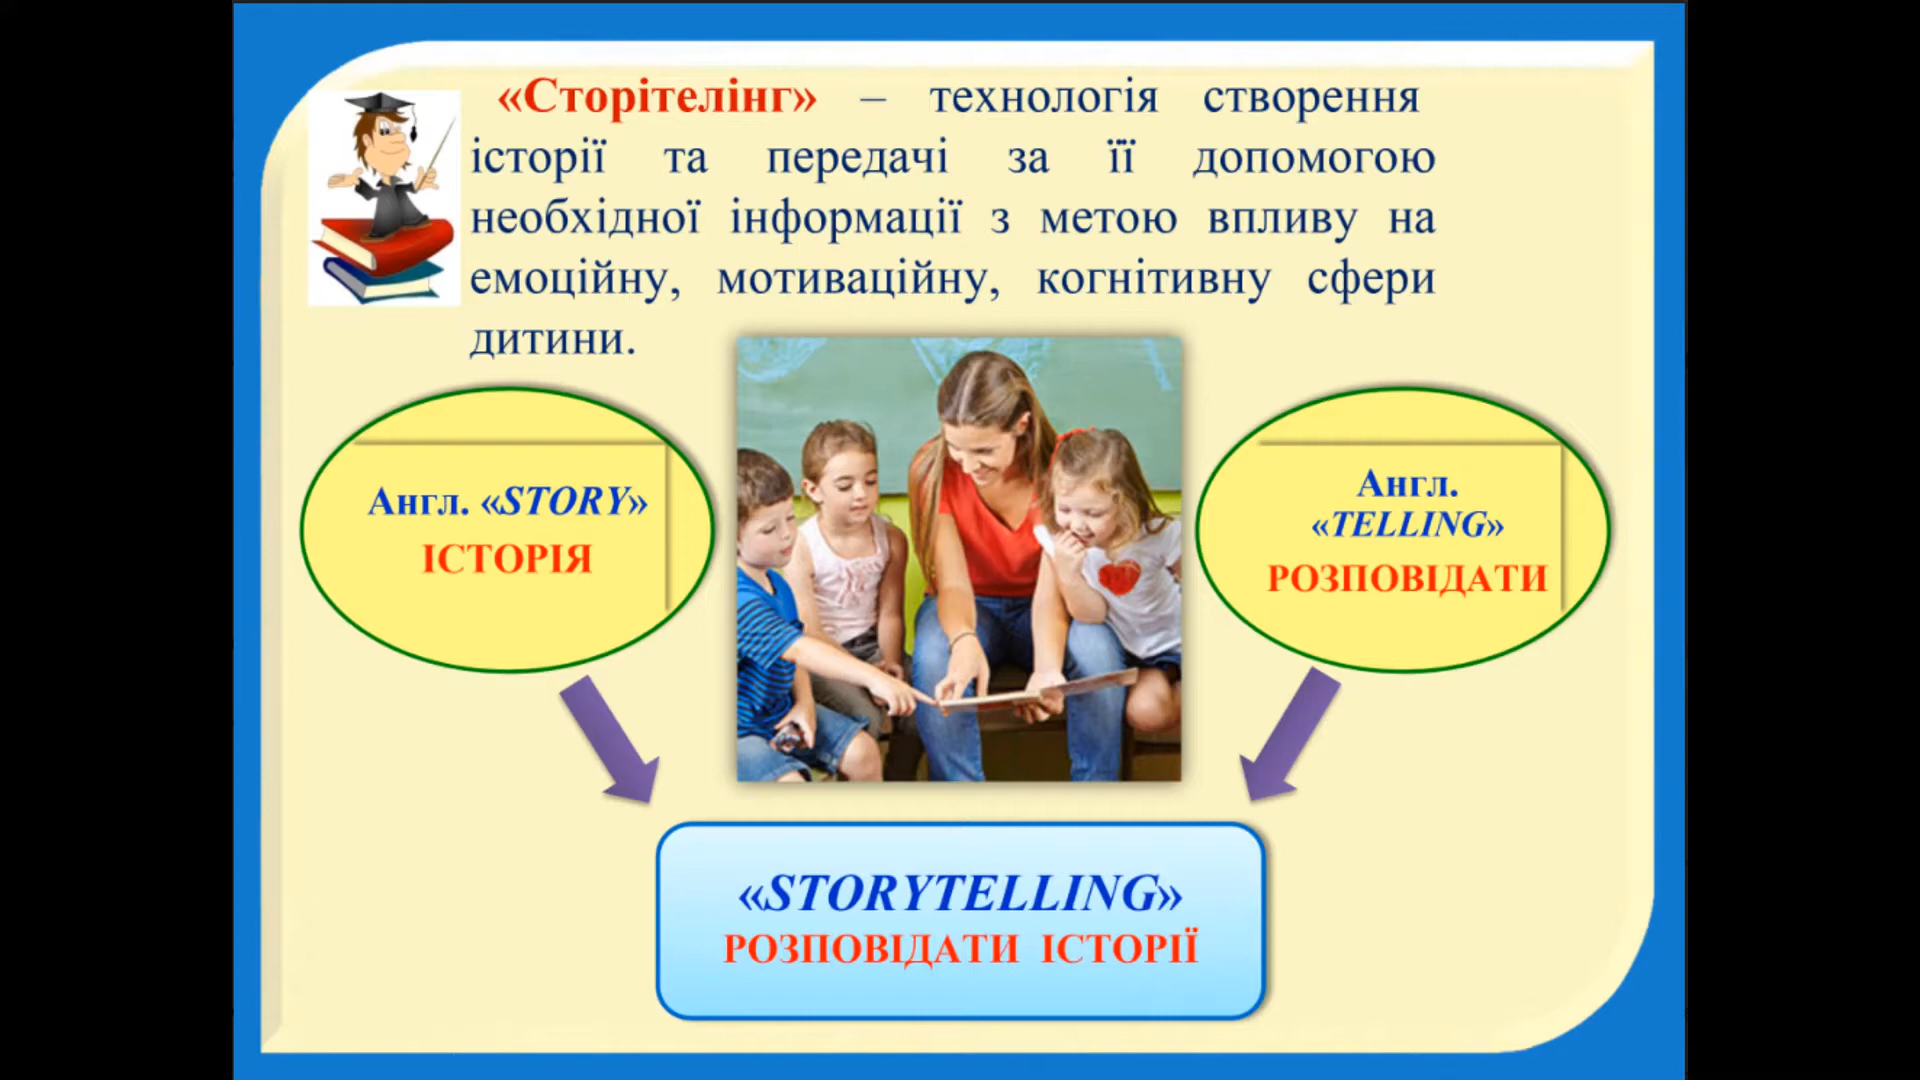 «Сторітелінг» – технологія створення
історії та передачі за її допомогою
необхідної інформації з метою впливу на
емоційну, мотиваційну, когнітивну сфери
дитини.
Англ. «STORY»
ІСТОРІЯ
Англ.
«TELLING»
РОЗПОВІДАТИ
«STORYTELLING»
РОЗПОВІДАТИ ІСТОРІЇ